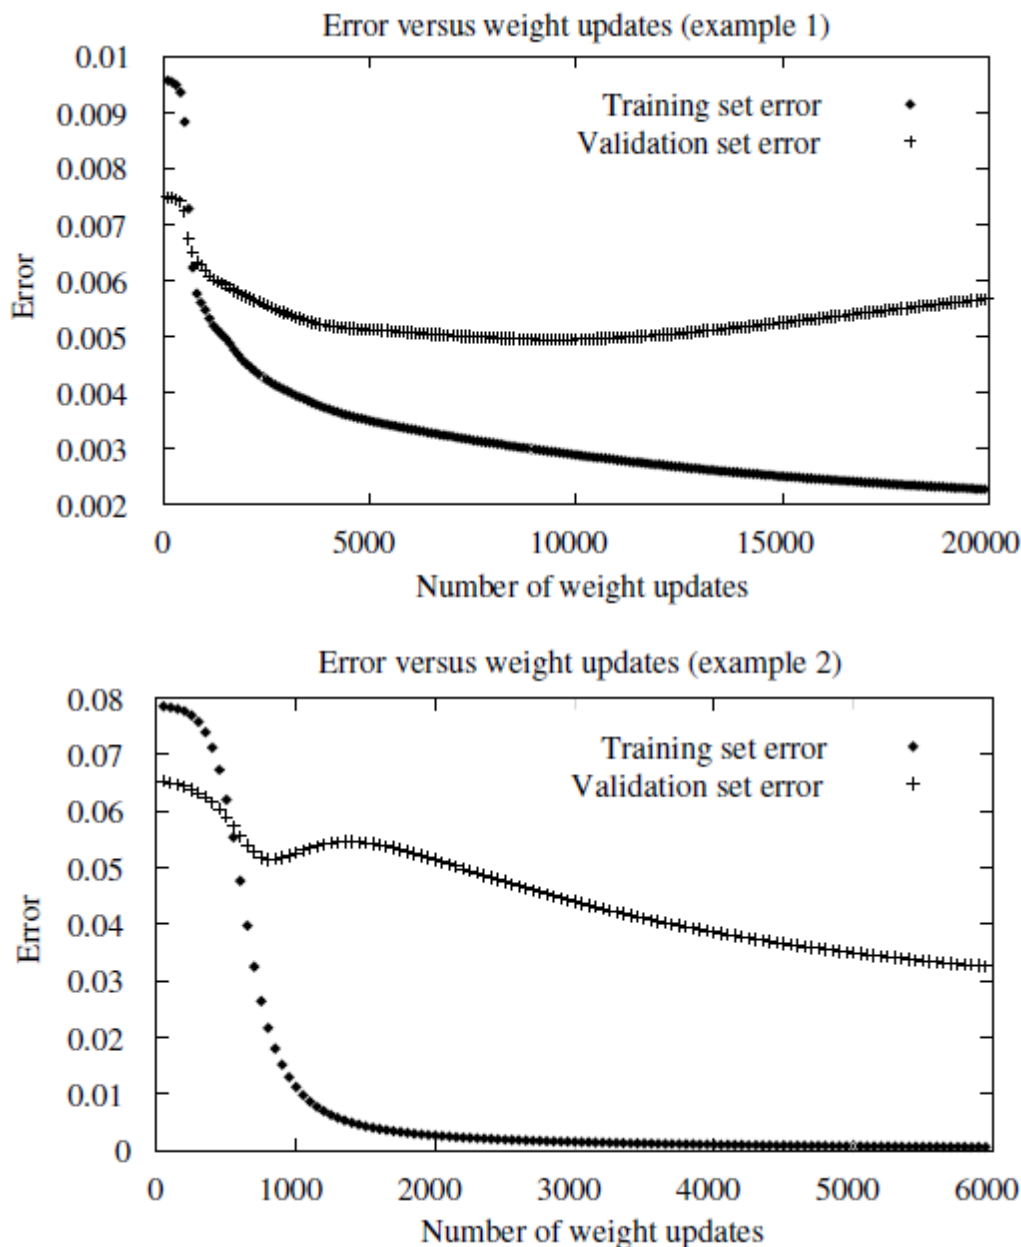 Error versus weight updates (example 1)
0.01
0.009
0.008
0.007
0.006
0.005
0.004
0.003
0.002
Error
Training set error
Validation set error
0 5000 10000 15000 20000
Number of weight updates
Error versus weight updates (example 2)
0.08
0.07
0.06
0.05
0.04
0.03
0.02
0.01
0
Error
Training set error
Validation set error
0 1000 2000 3000 4000 5000 6000
Number of weight updates